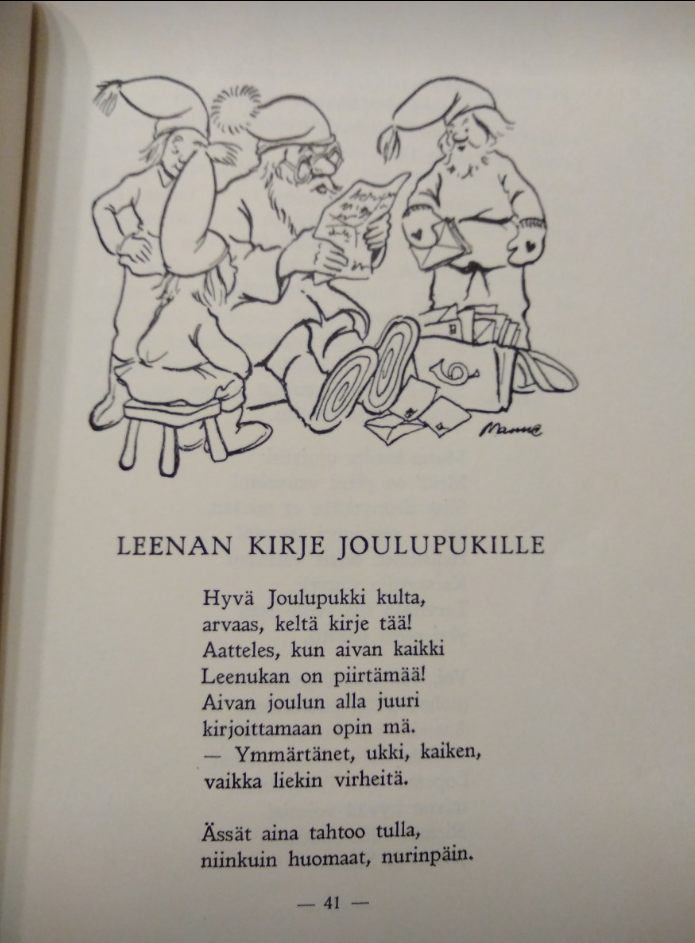 Manne
LEENAN KIRJE JOULUPUKILLE
Hyvä Joulupukki kulta,
arvaas, keltä kirje tää!
Aatteles, kun aivan kaikki
Leenukan on piirtämää!
Aivan joulun alla juuri
kirjoittamaan opin mä.
— Ymmärtänet, ukki, kaiken,
vaikka liekin virheitä.
Ässät aina tahtoo tulla,
niinkuin huomaat, nurinpäin.
— 41 —